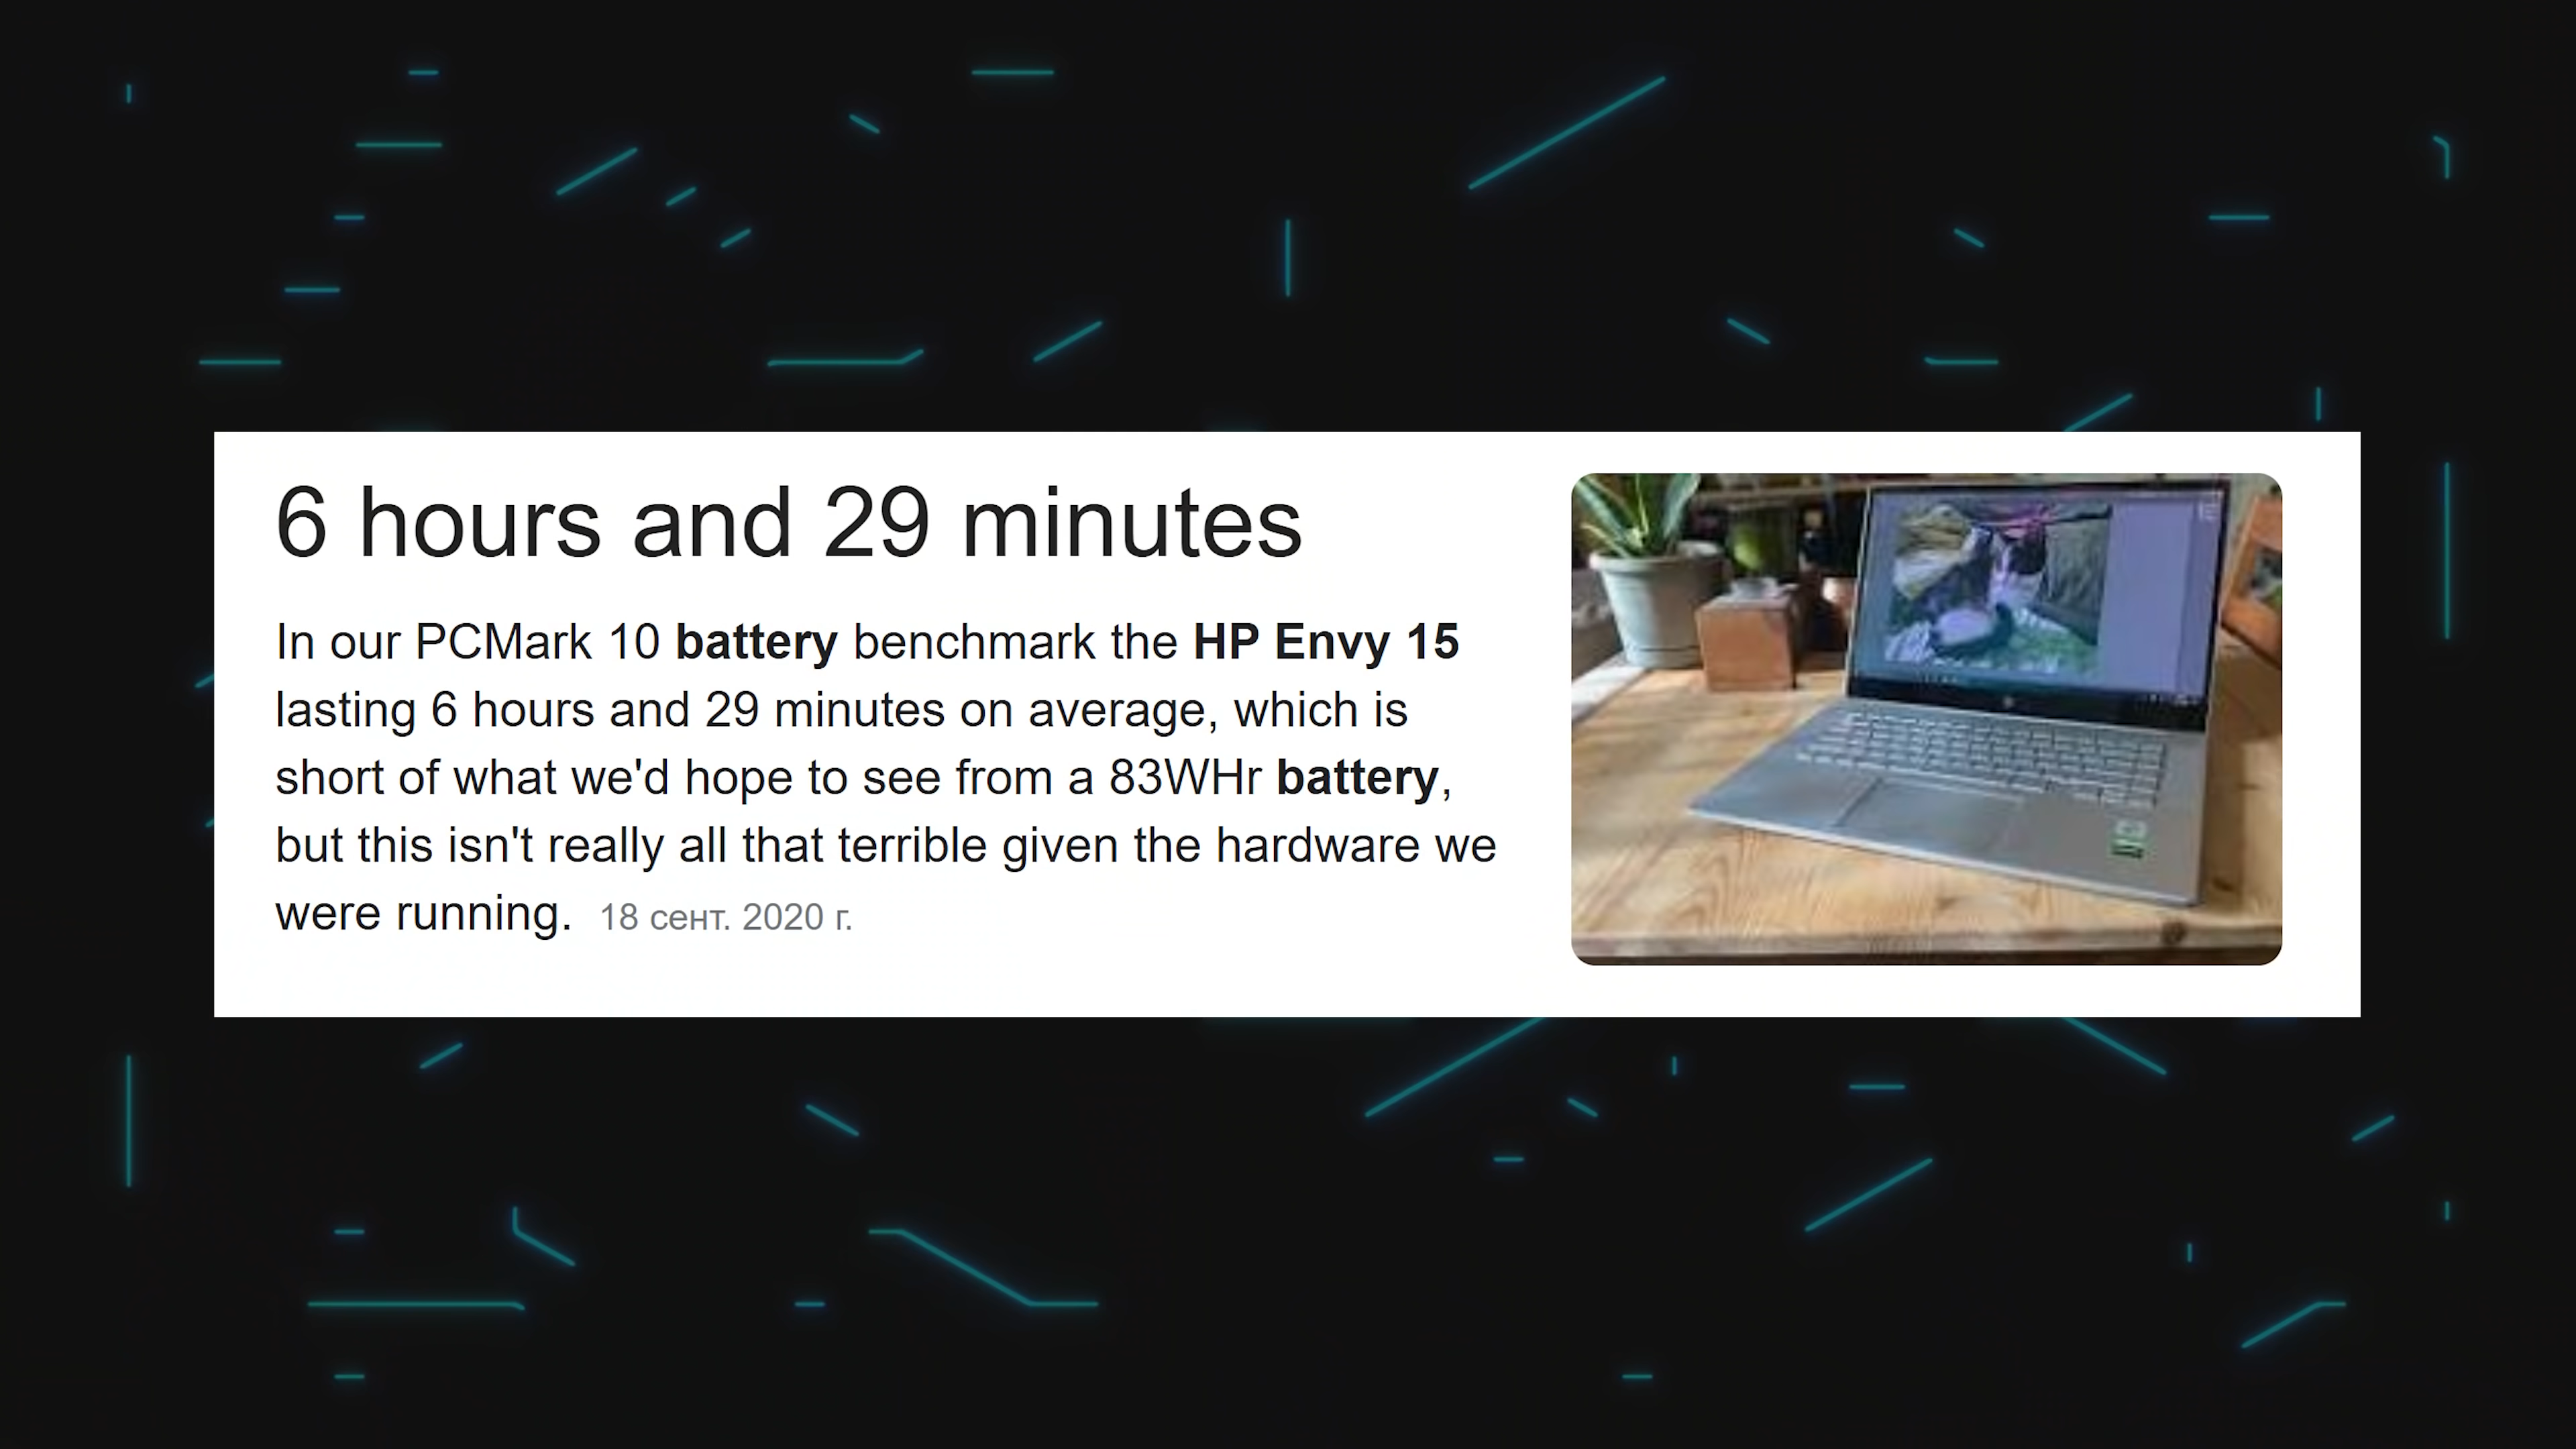 6 hours and 29 minutes
In our PCMark 10 battery benchmark the HP Envy 15
lasting 6 hours and 29 minutes on average, which is
short of what we'd hope to see from a 83WHr battery,
but this isn't really all that terrible given the hardware we
were running. 18 сент. 2020 г.